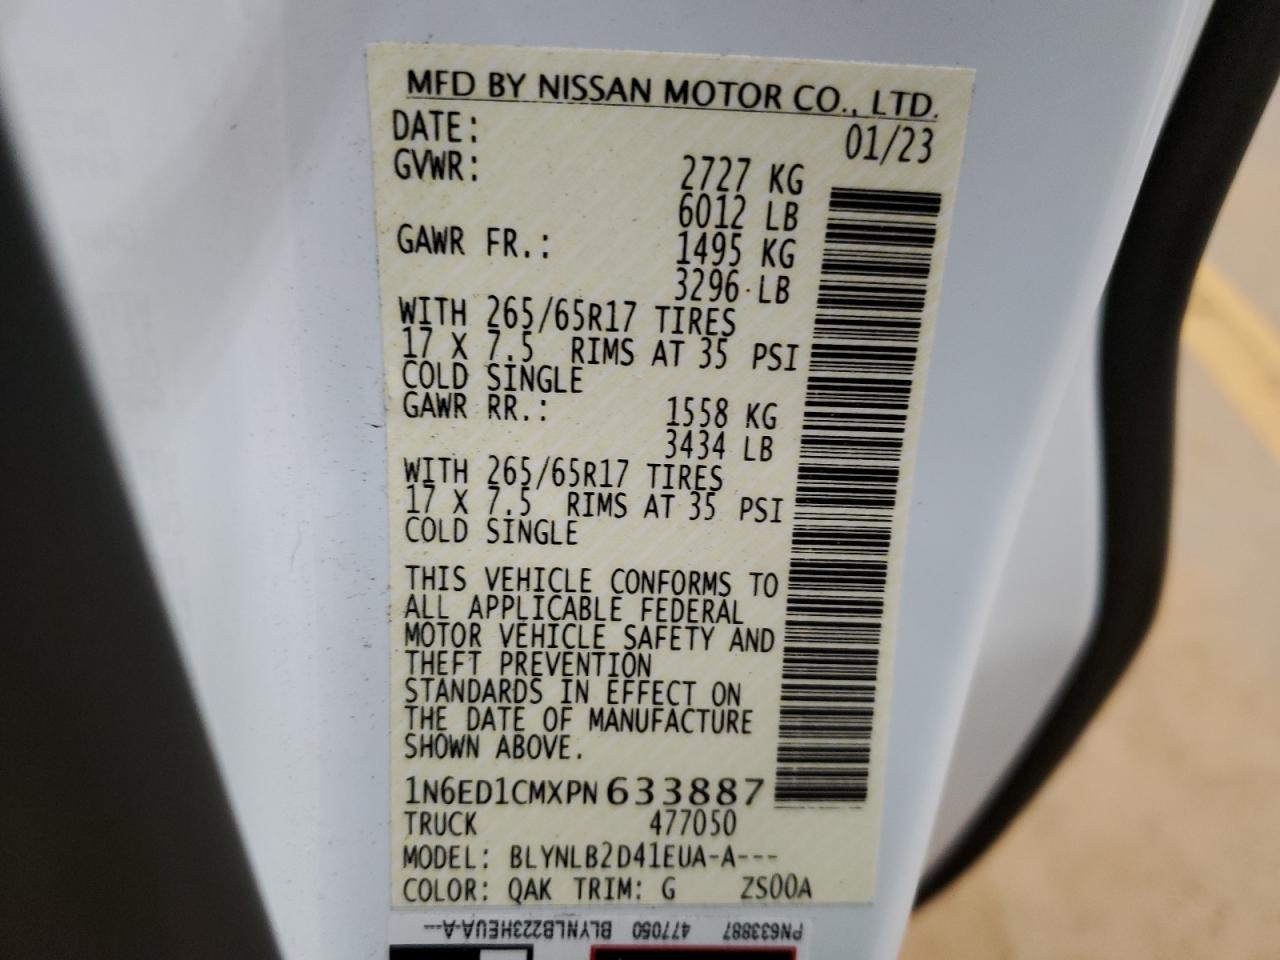 MFD BY NISSAN MOTOR CO., LTD.
DATE: 01/23
GVWR: 2727 KG
6012 LB
GAWR FR.: 1495 KG
3296 LB
WITH 265/65R17 TIRES
17 X 7.5 RIMS AT 35 PSI
COLD SINGLE
GAWR RR.: 1558 KG
3434 LB
WITH 265/65R17 TIRES
17 X 7.5 RIMS AT 35 PSI
COLD SINGLE
THIS VEHICLE CONFORMS TO
ALL APPLICABLE FEDERAL
MOTOR VEHICLE SAFETY AND
THEFT PREVENTION
STANDARDS IN EFFECT ON
THE DATE OF MANUFACTURE
SHOWN ABOVE.
1N6ED1CMXPN633887
TRUCK 477050
MODEL: BLYNLB2D41EUA-A---
COLOR: QAK TRIM: G ZS00A
PN633887 477050 BLYNLB223HEUA-A---